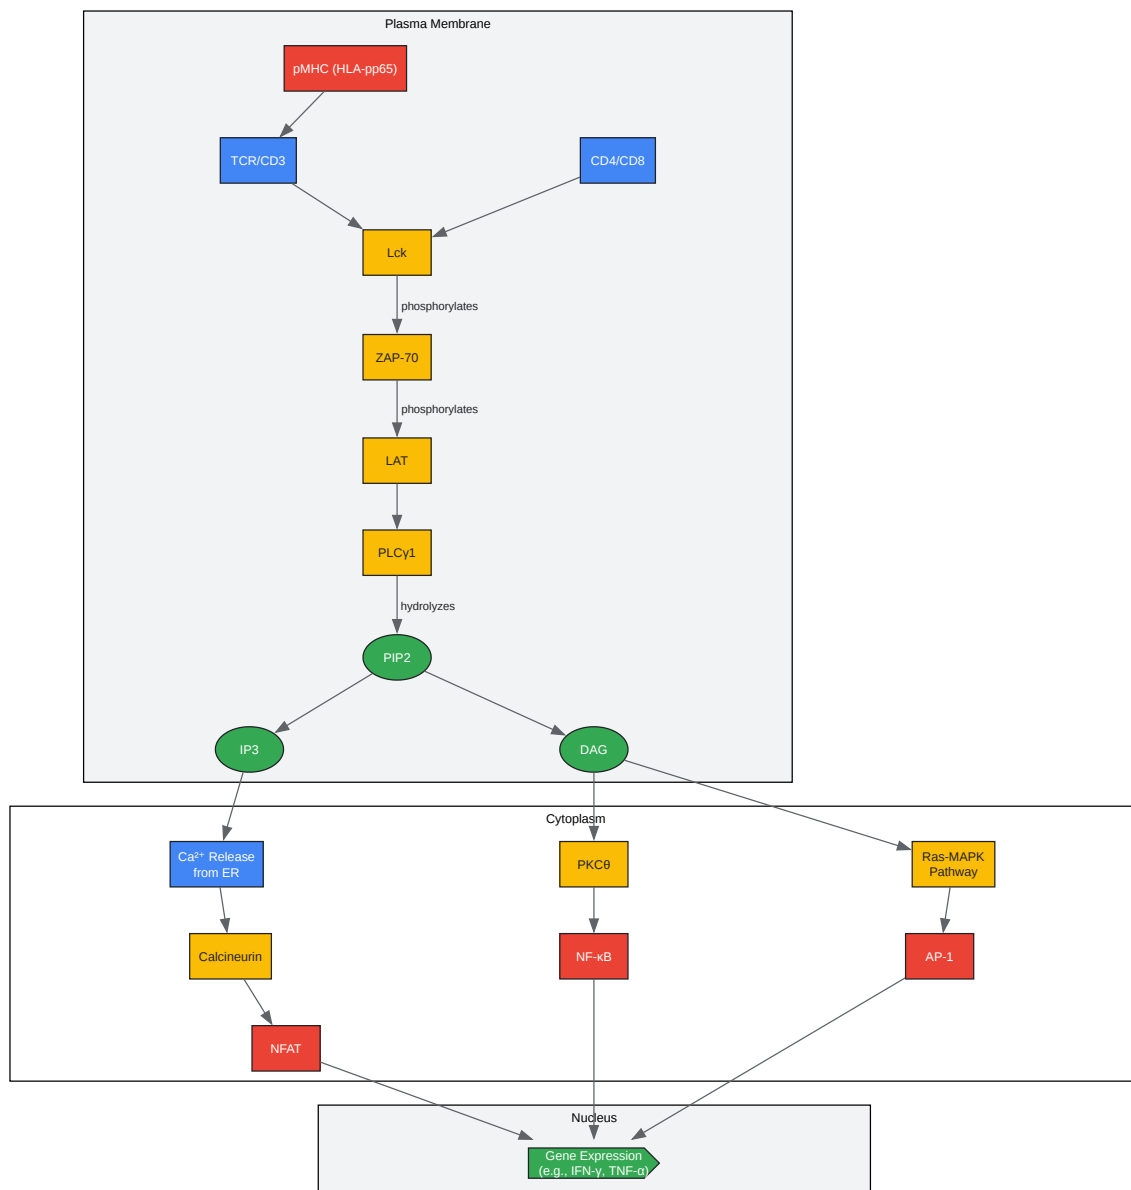 Plasma Membrane
pMHC (HLA-pp65)
TCR/CD3
CD4/CD8
Lck
phosphorylates
ZAP-70
phosphorylates
LAT
PLCγ1
hydrolyzes
PIP2
IP3
DAG
Cytoplasm
Ca²⁺ Release
from ER
PKCθ
Ras-MAPK
Pathway
Calcineurin
NF-κB
AP-1
NFAT
Nucleus
Gene Expression
(e.g., IFN-γ, TNF-α)